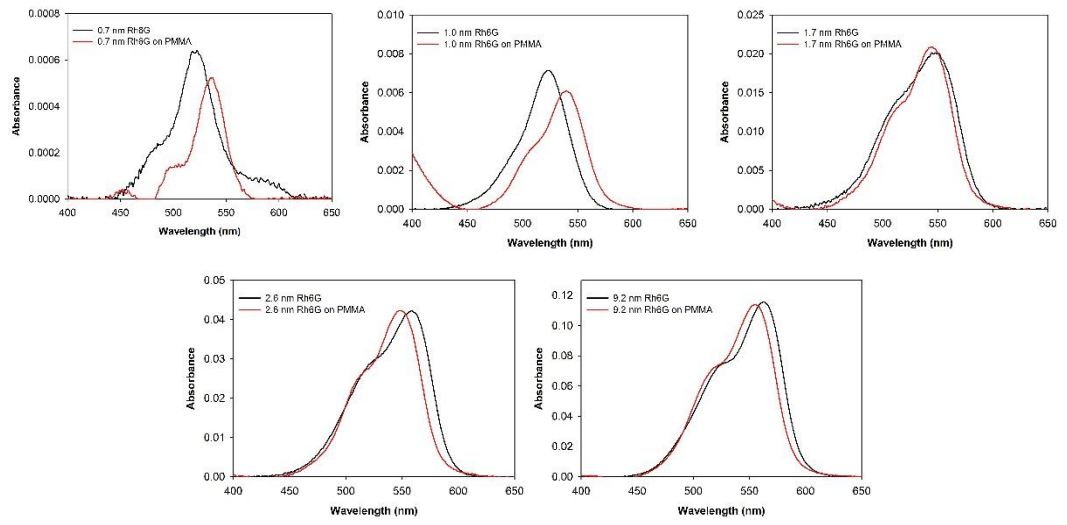 0.7 nm Rh6G
0.7 nm Rh6G on PMMA
0.0008
0.0006
0.0004
0.0002
0.0000
Absorbance
400 450 500 550 600 650
Wavelength (nm)
1.0 nm Rh6G
1.0 nm Rh6G on PMMA
0.010
0.008
0.006
0.004
0.002
0.000
Absorbance
400 450 500 550 600 650
Wavelength (nm)
1.7 nm Rh6G
1.7 nm Rh6G on PMMA
0.025
0.020
0.015
0.010
0.005
0.000
Absorbance
400 450 500 550 600 650
Wavelength (nm)
2.6 nm Rh6G
2.6 nm Rh6G on PMMA
0.05
0.04
0.03
0.02
0.01
0.00
Absorbance
400 450 500 550 600 650
Wavelength (nm)
9.2 nm Rh6G
9.2 nm Rh6G on PMMA
0.12
0.10
0.08
0.06
0.04
0.02
0.00
Absorbance
400 450 500 550 600 650
Wavelength (nm)